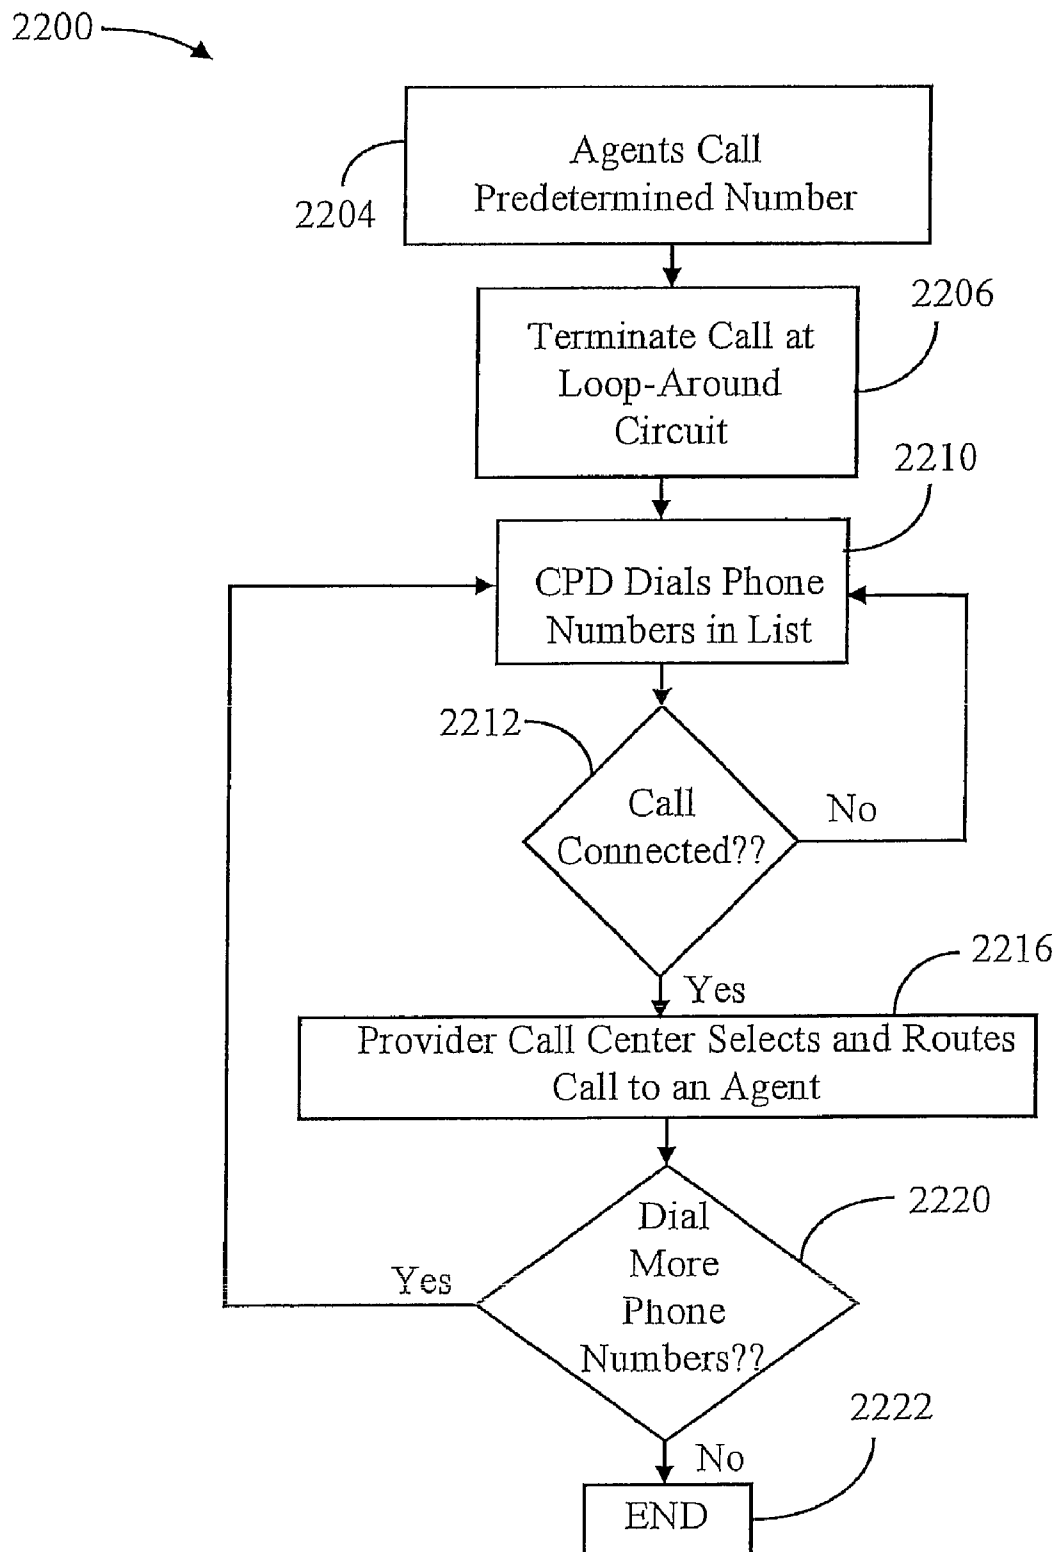 2200
Agents Call
Predetermined Number
2204
2206
Terminate Call at
Loop-Around
Circuit
2210
CPD Dials Phone
Numbers in List
2212
Call
Connected??
No
Yes
2216
Provider Call Center Selects and Routes
Call to an Agent
2220
Dial
More
Phone
Numbers??
Yes
2222
No
END